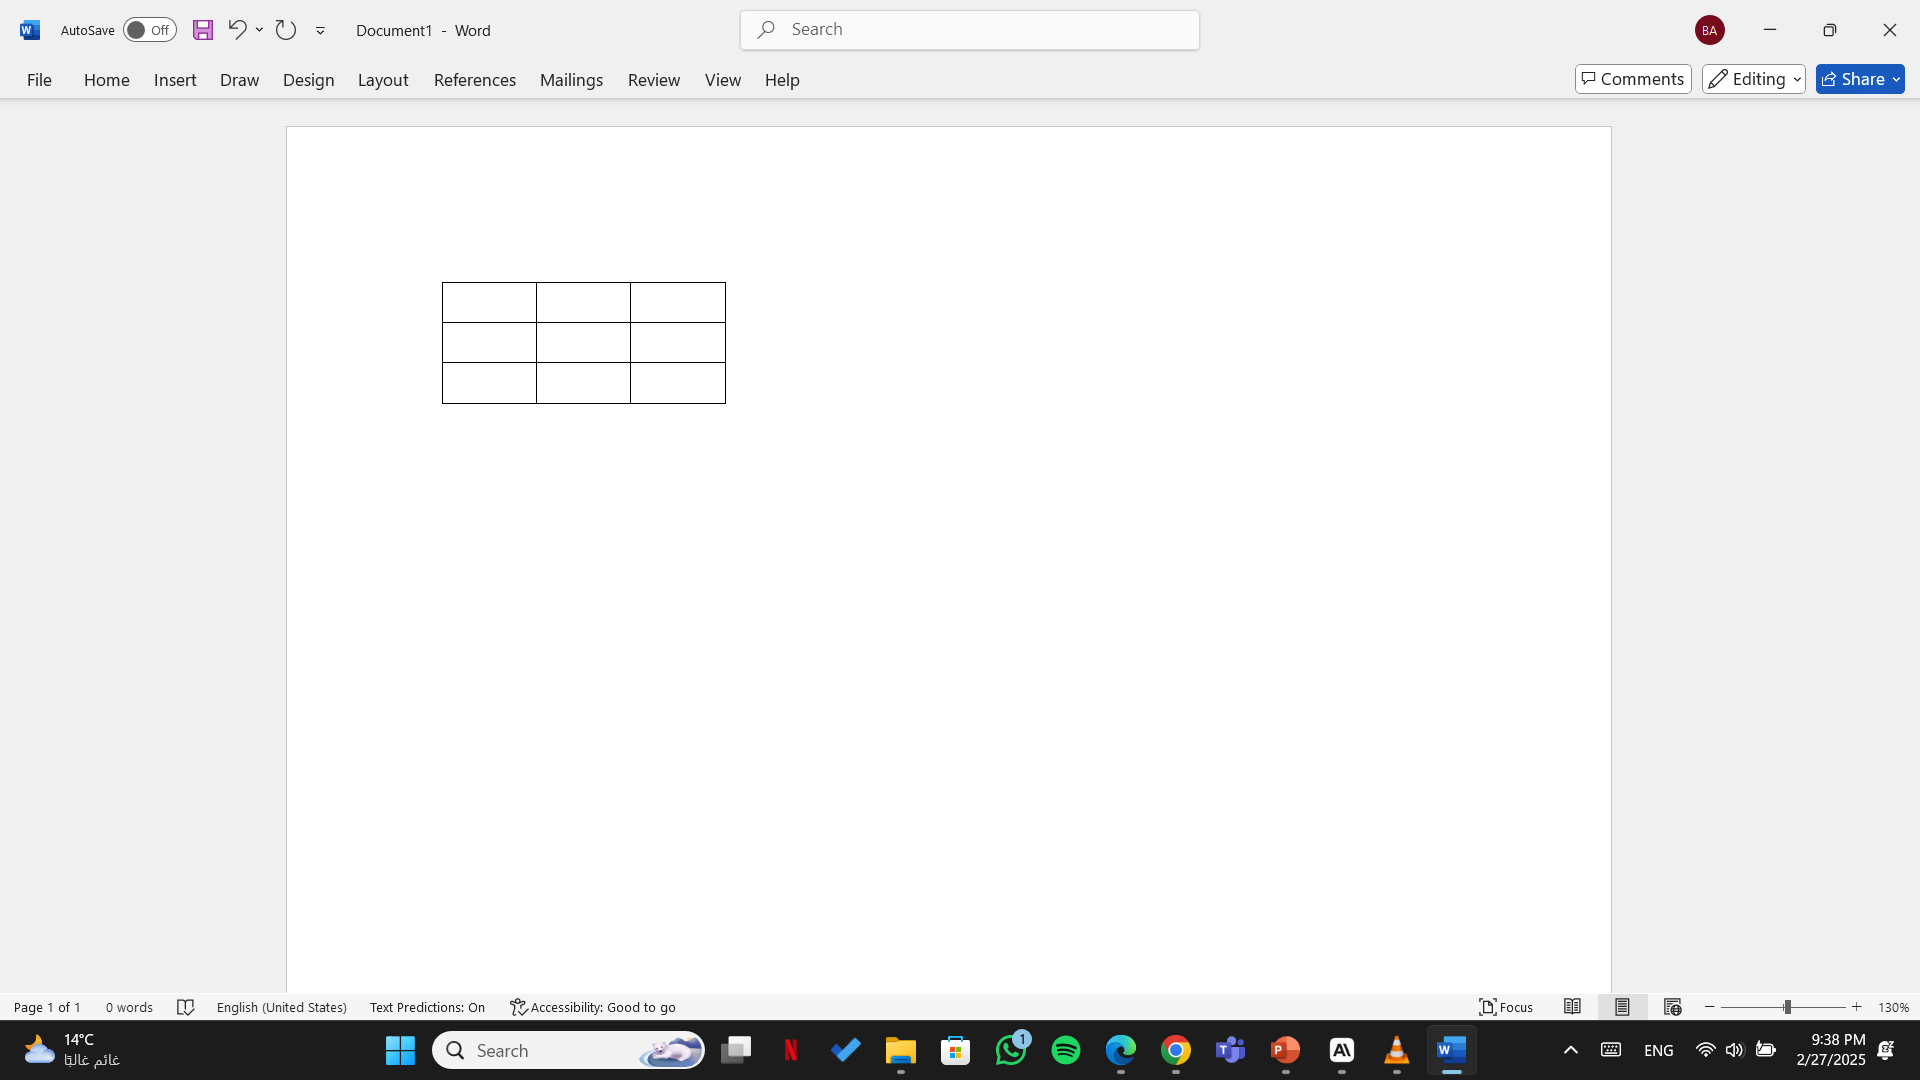 AutoSave Off Document1 - Word Search BA
File Home Insert Draw Design Layout References Mailings Review View Help Comments Editing Share
Page 1 of 1 0 words English (United States) Text Predictions: On Accessibility: Good to go Focus 130%
14°C
غائم غالبًا
Search
1
ENG
9:38 PM
2/27/2025